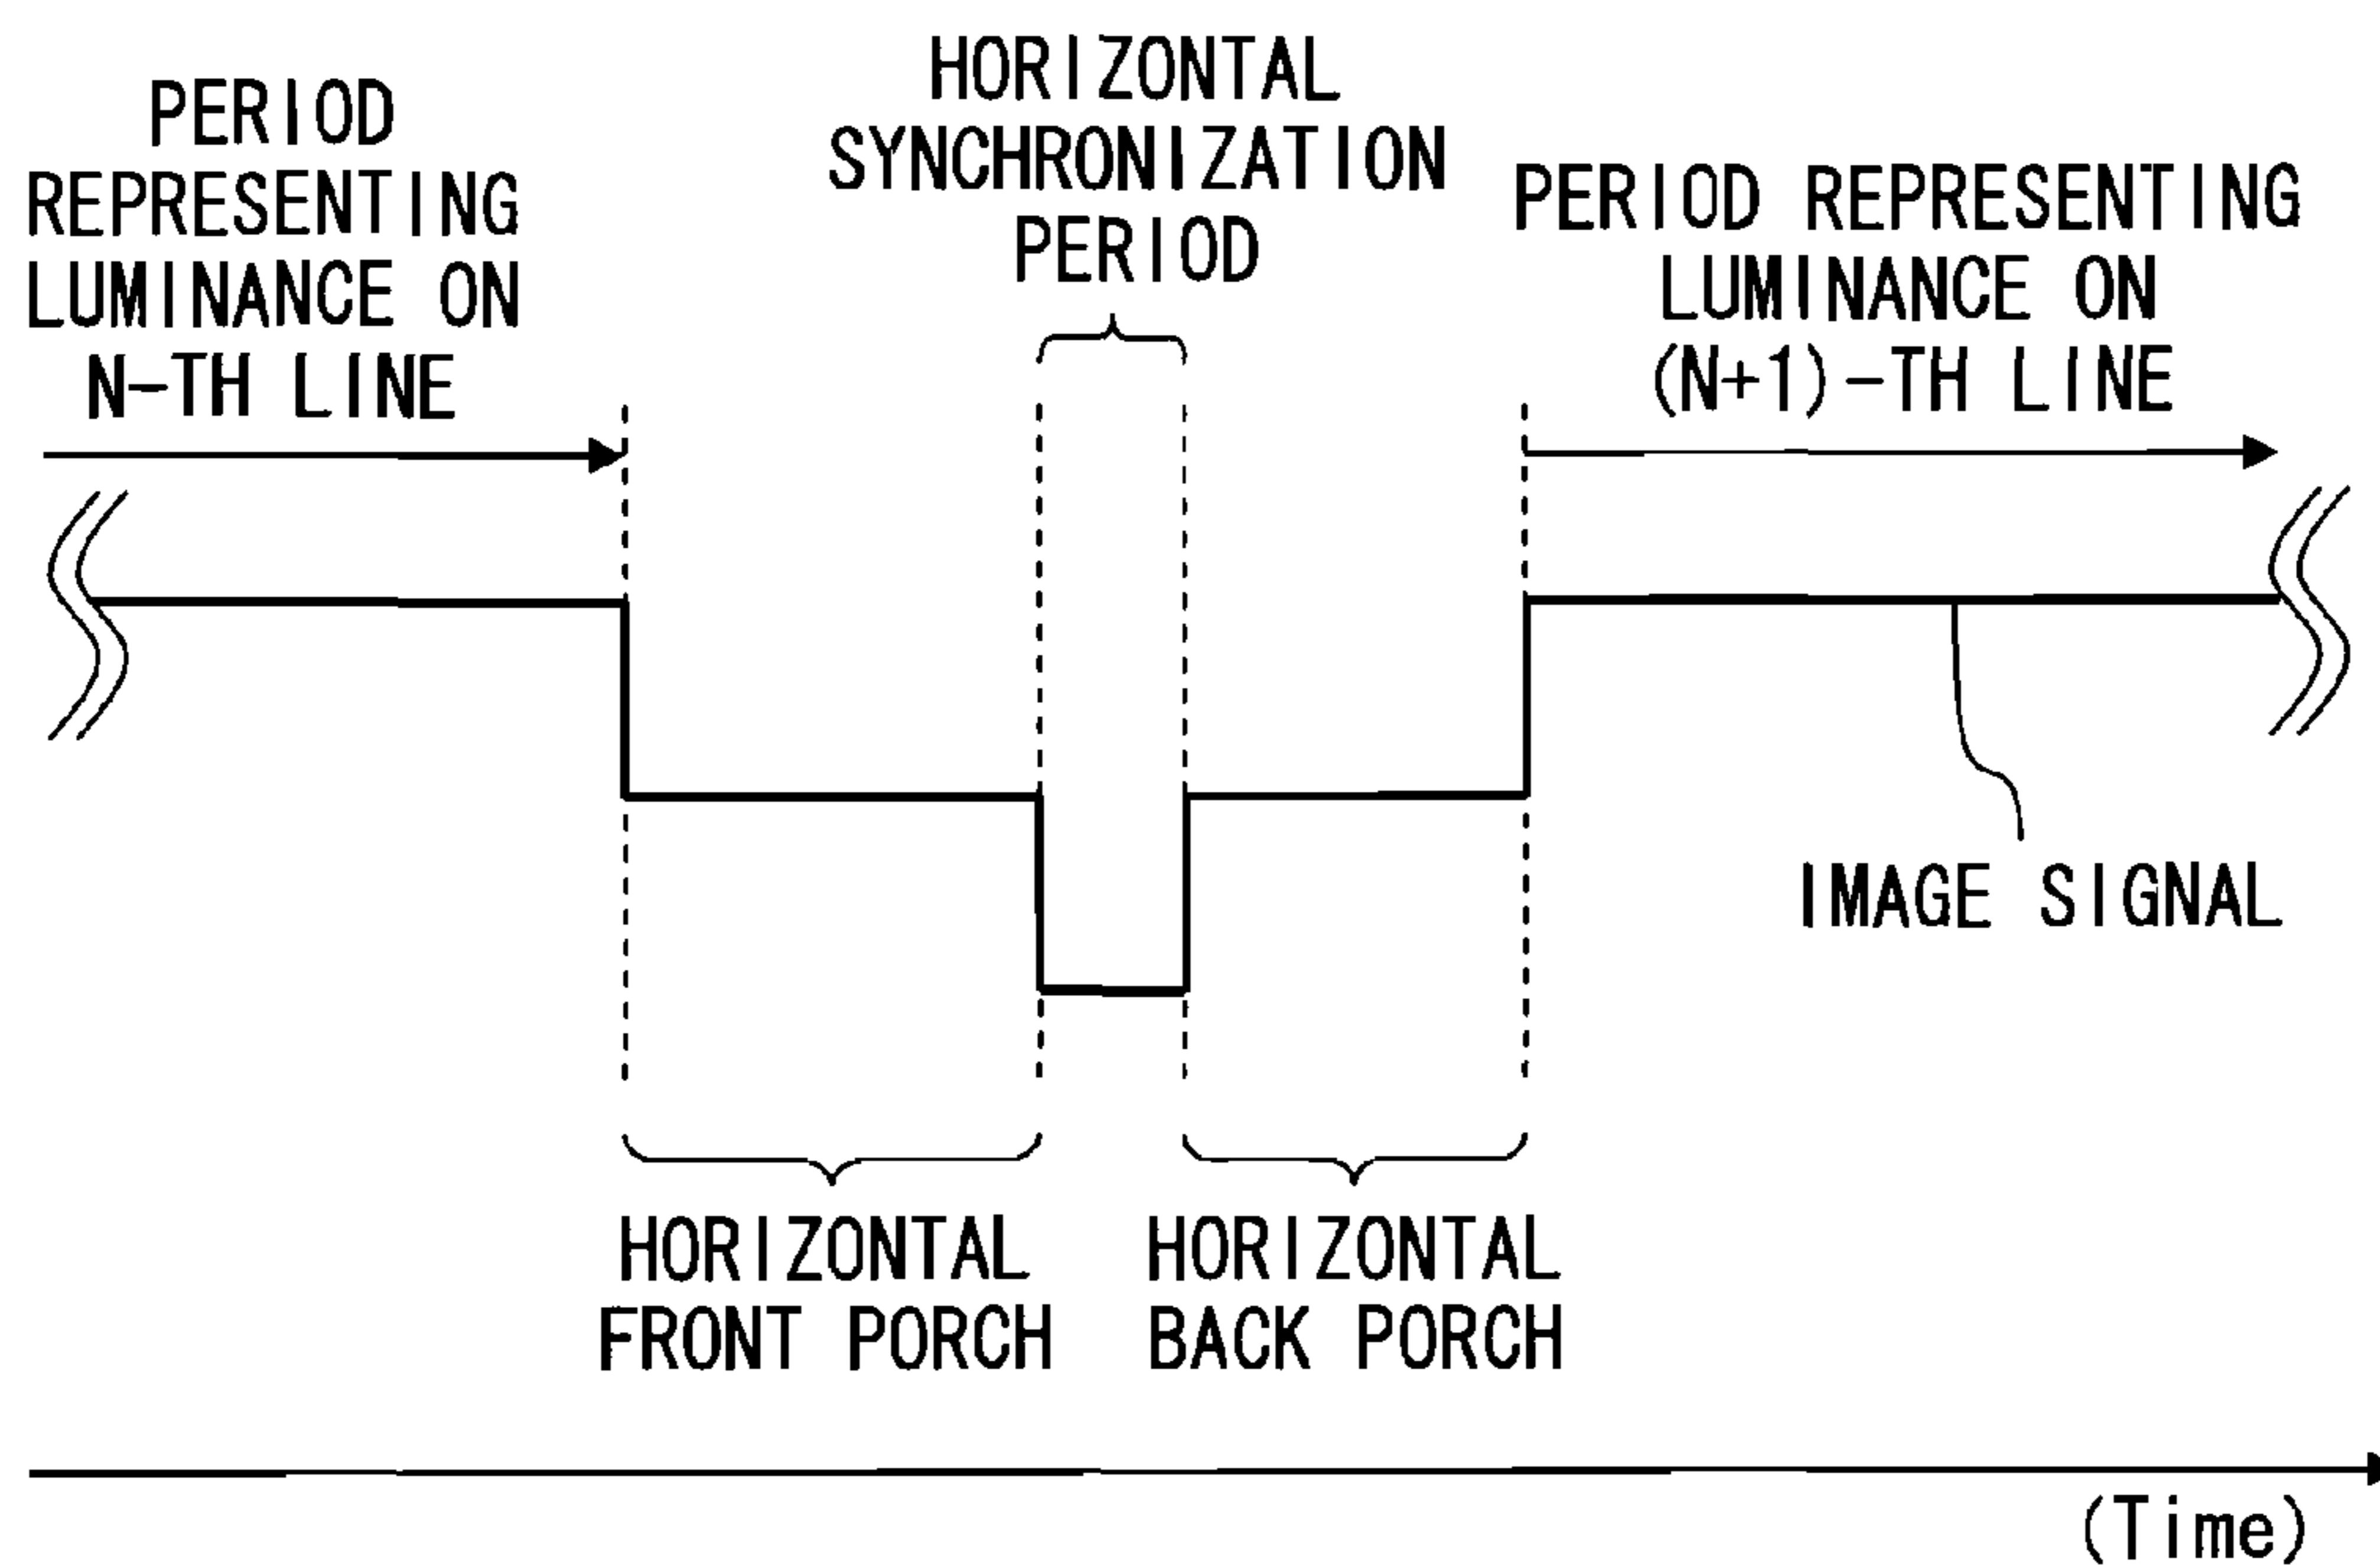 PERIOD
REPRESENTING
LUMINANCE ON
N-TH LINE
HORIZONTAL
SYNCHRONIZATION
PERIOD
PERIOD REPRESENTING
LUMINANCE ON
(N+1)-TH LINE
IMAGE SIGNAL
HORIZONTAL
FRONT PORCH
HORIZONTAL
BACK PORCH
(Time)